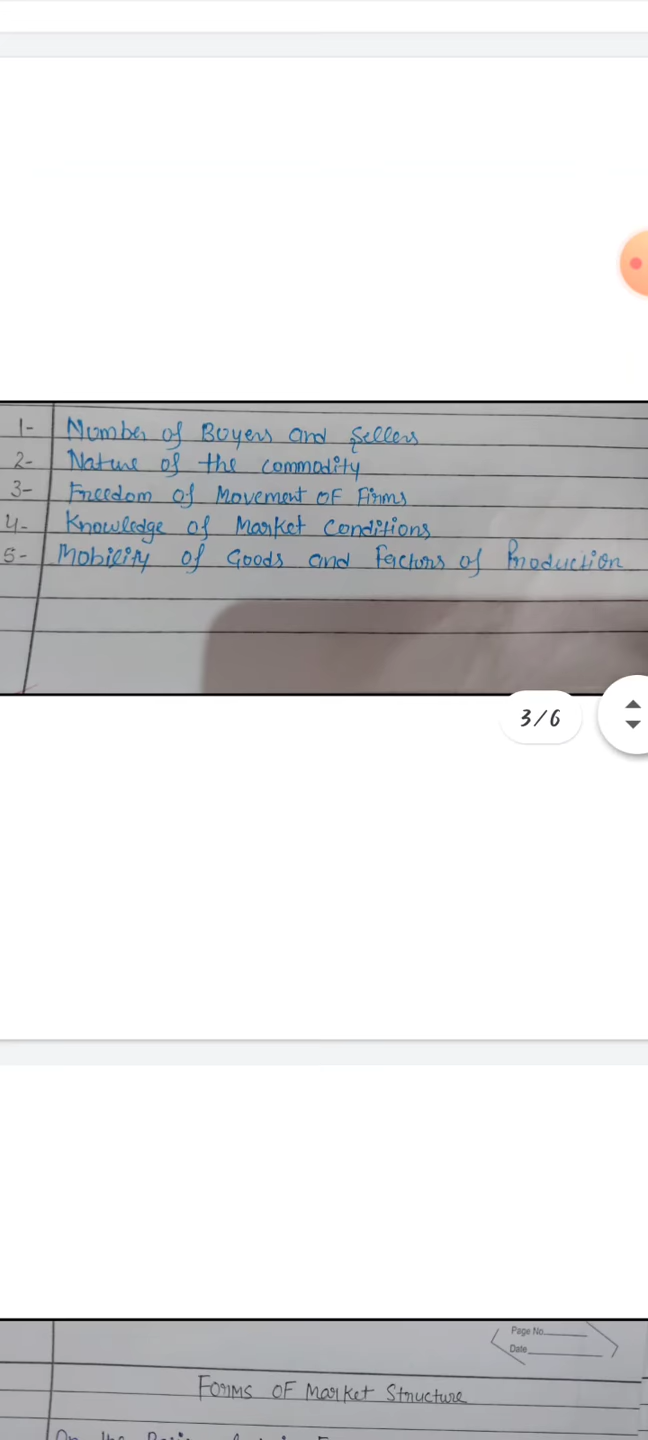 1- Number of Buyers and Sellers
2- Nature of the commodity
3- Freedom of Movement OF Firms
4- Knowledge of Market Conditions
5- Mobility of Goods and Factors of Production
3/6
Page No.
Date
Forms OF Market Structure
On the